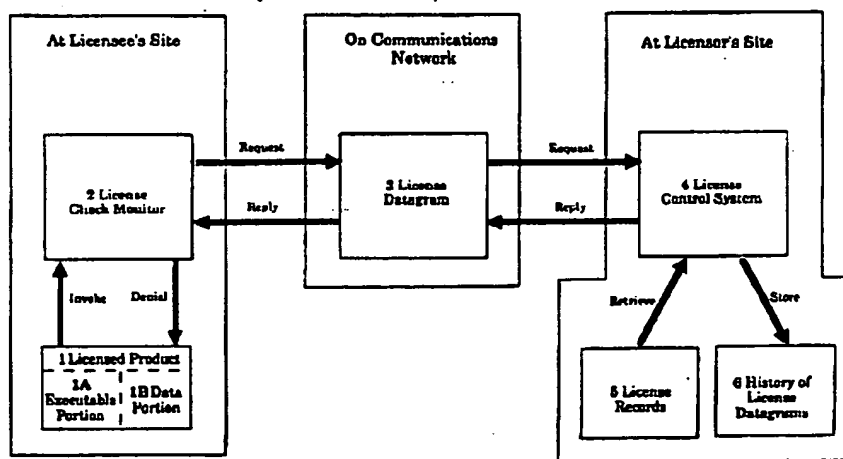 At Licensee's Site
On Communications
Network
At Licensor's Site
Request
Request
2 License
Check Monitor
3 License
Datagram
4 License
Control System
Reply
Reply
Invoke
Denial
Retrieve
Store
1 Licensed Product
1A
Executable
Portion
1B Data
Portion
5 License
Records
6 History of
License
Datagrams